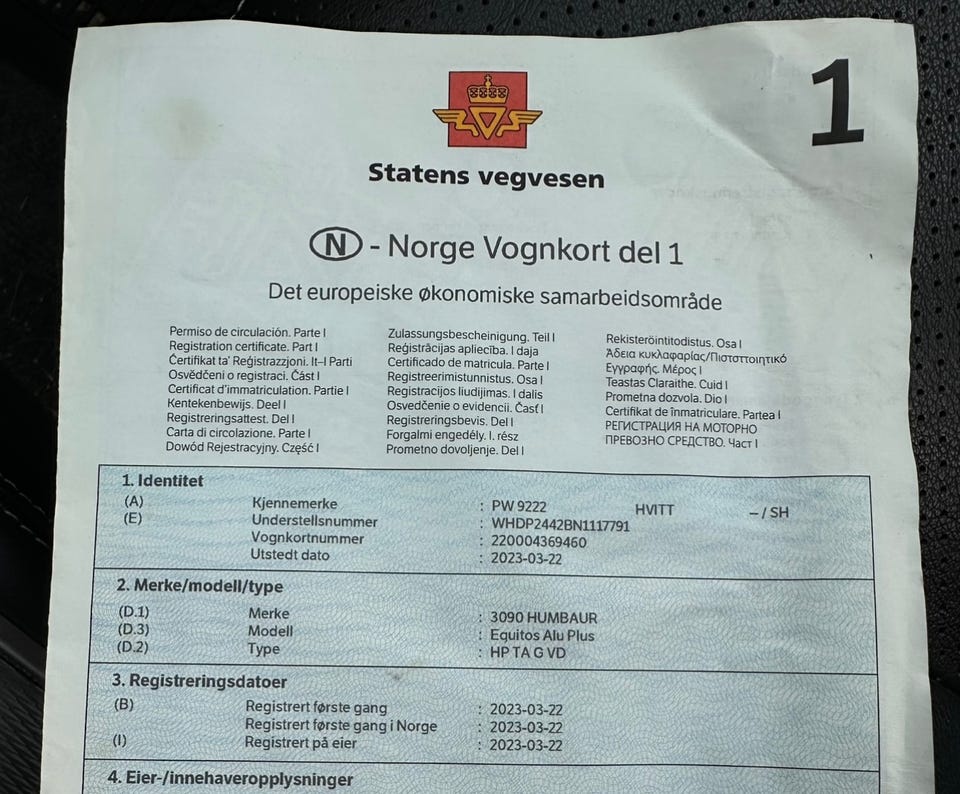 1
Statens vegvesen
N - Norge Vognkort del 1
Det europeiske økonomiske samarbeidsområde
Permiso de circulación. Parte I
Registration certificate. Part I
Ċertifikat ta' Reġistrazzjoni. It-I Parti
Osvědčeni o registraci. Část I
Certificat d'immatriculation. Partie I
Kentekenbewijs. Deel I
Registreringsattest. Del I
Carta di circolazione. Parte I
Dowód Rejestracyjny. Część I
Zulassungsbescheinigung. Teil I
Reģistrācijas apliecība. I daja
Certificado de matrícula. Parte I
Registreerimistunnistus. Osa I
Registracijos liudijimas. I dalis
Osvedčenie o evidencii. Časť I
Registreringsbevis. Del I
Forgalmi engedély. I. rész
Prometno dovoljenje. Del I
Rekisteröintitodistus. Osa I
Άδεια κυκλαφαρίας/Πιστοττοιητικό
Εγγραφής. Μέρος I
Teastas Claraithe. Cuid I
Prometna dozvola. Dio I
Certificat de înmatriculare. Partea I
РЕГИСТРАЦИЯ НА МОТОРНО
ПРЕВОЗНО СРЕДСТВО. Част I
1. Identitet
(A) Kjennemerke : PW 9222 HVITT – / SH
(E) Understellsnummer : WHDP2442BN1117791
Vognkortnummer : 220004369460
Utstedt dato : 2023-03-22
2. Merke/modell/type
(D.1) Merke : 3090 HUMBAUR
(D.3) Modell : Equitos Alu Plus
(D.2) Type : HP TA G VD
3. Registreringsdatoer
(B) Registrert første gang : 2023-03-22
Registrert første gang i Norge : 2023-03-22
(I) Registrert på eier : 2023-03-22
4. Eier-/innehaveropplysninger